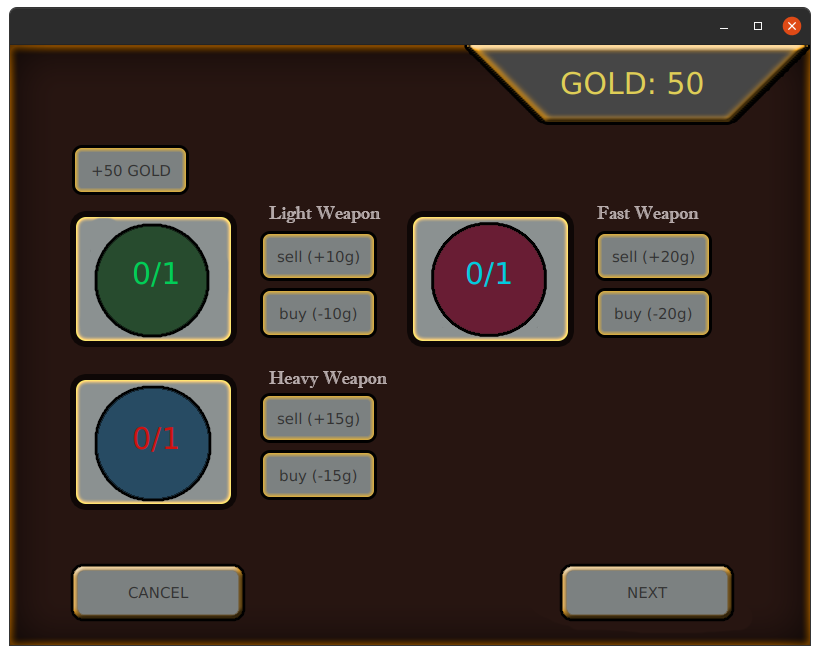 GOLD: 50
+50 GOLD
Light Weapon
Fast Weapon
0/1
sell (+10g)
buy (-10g)
0/1
sell (+20g)
buy (-20g)
Heavy Weapon
0/1
sell (+15g)
buy (-15g)
CANCEL
NEXT